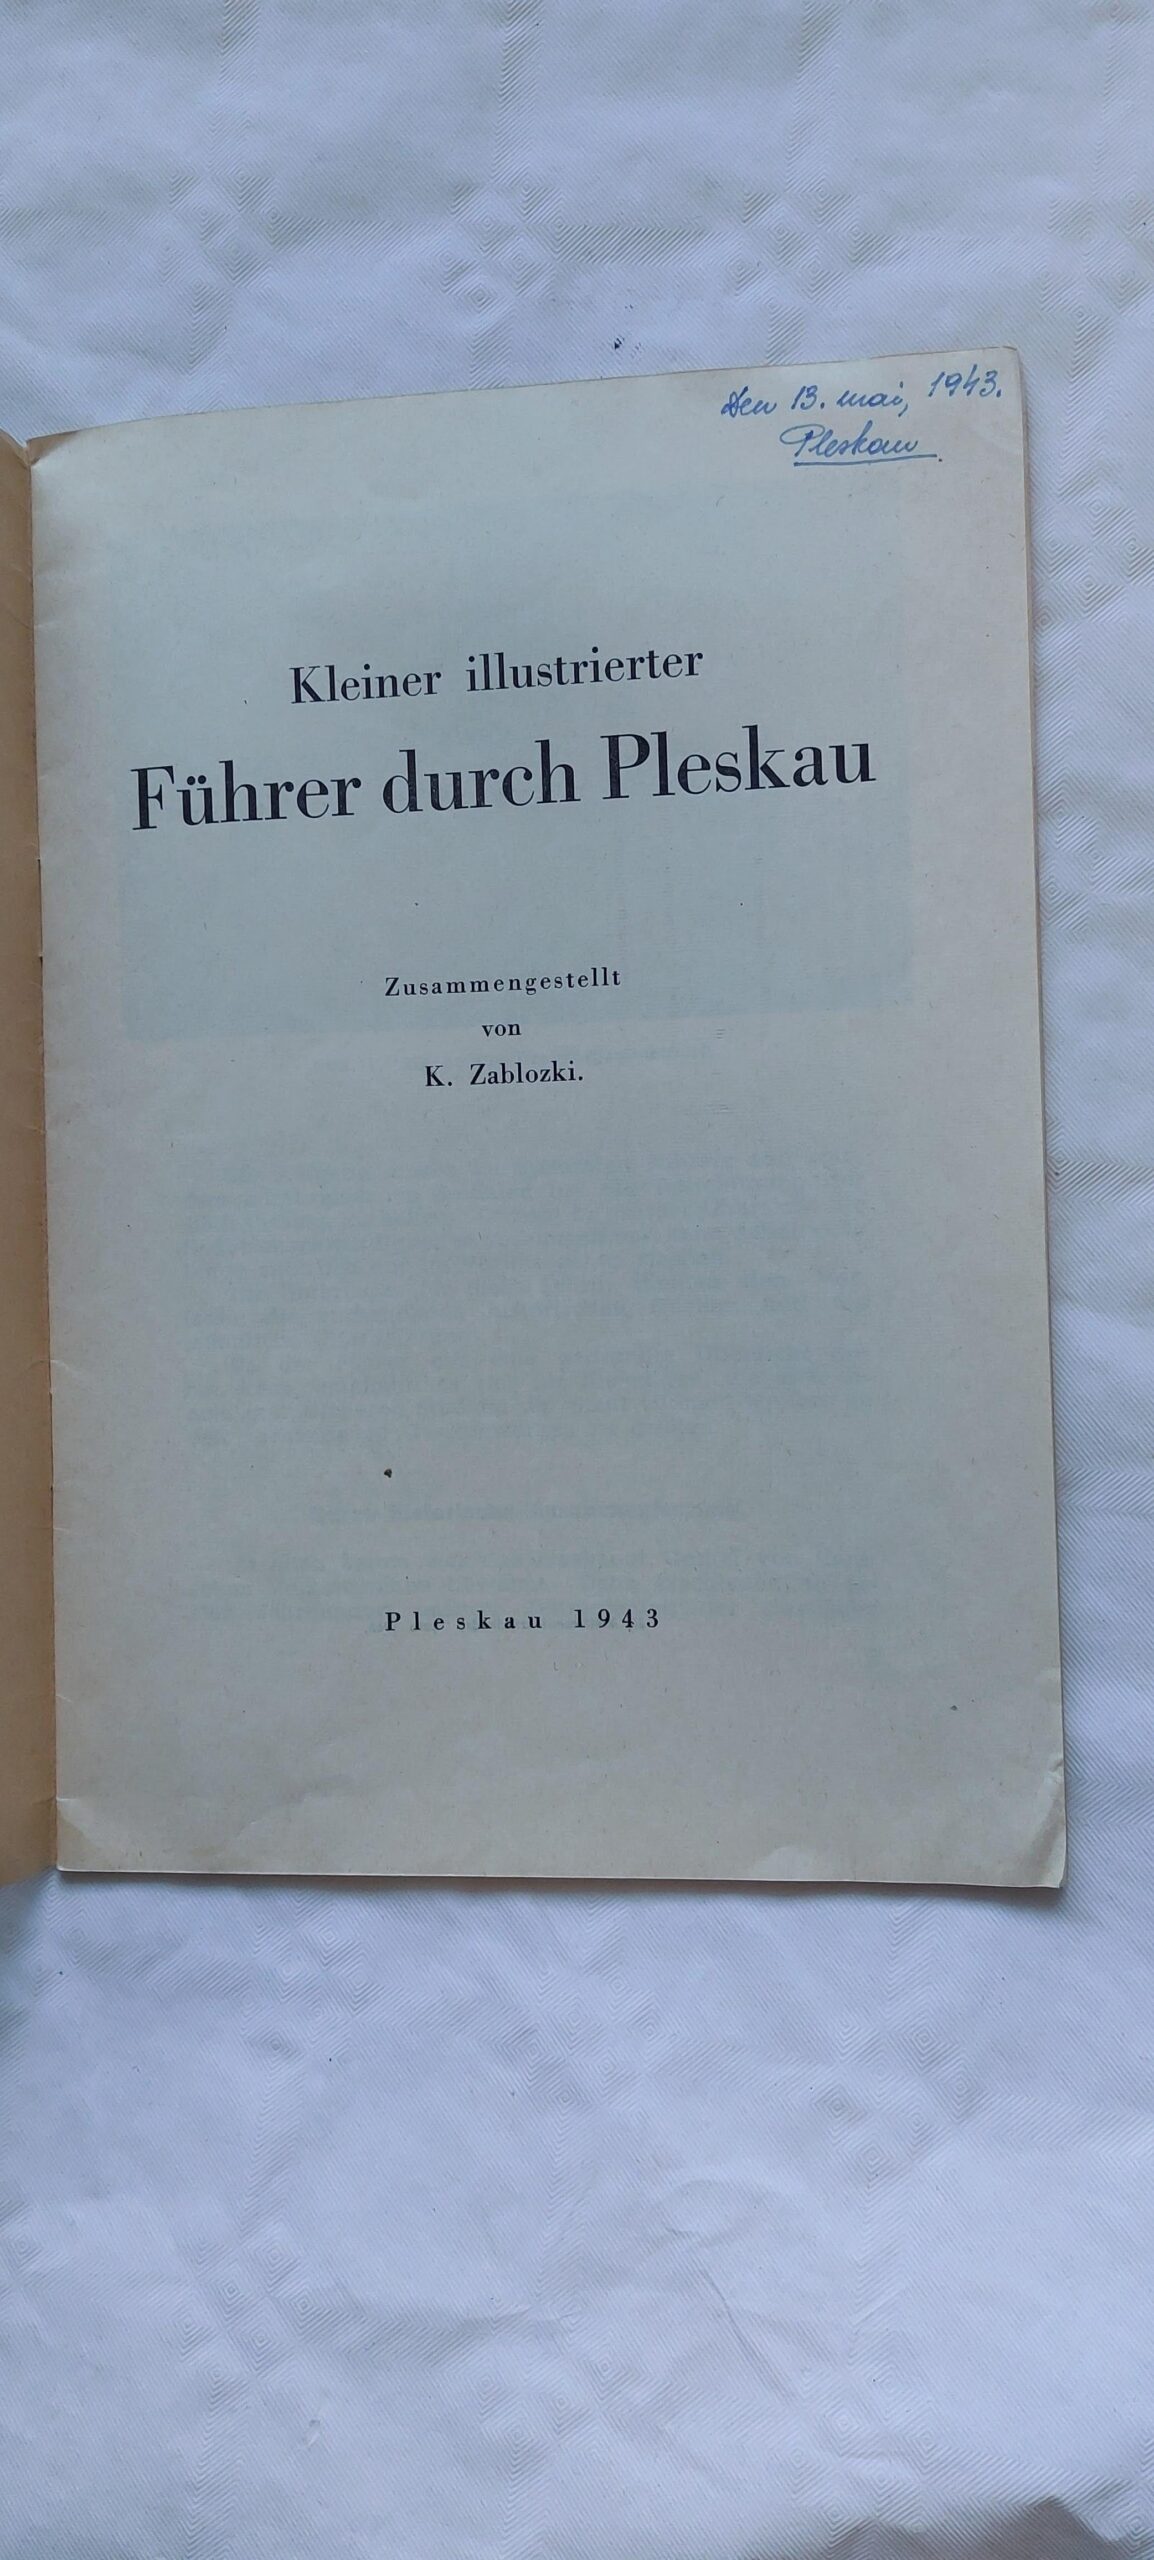 Den 13. mai, 1943.
Pleskau.
Kleiner illustrierter
Führer durch Pleskau
Zusammengestellt
von
K. Zablozki.
Pleskau 1943